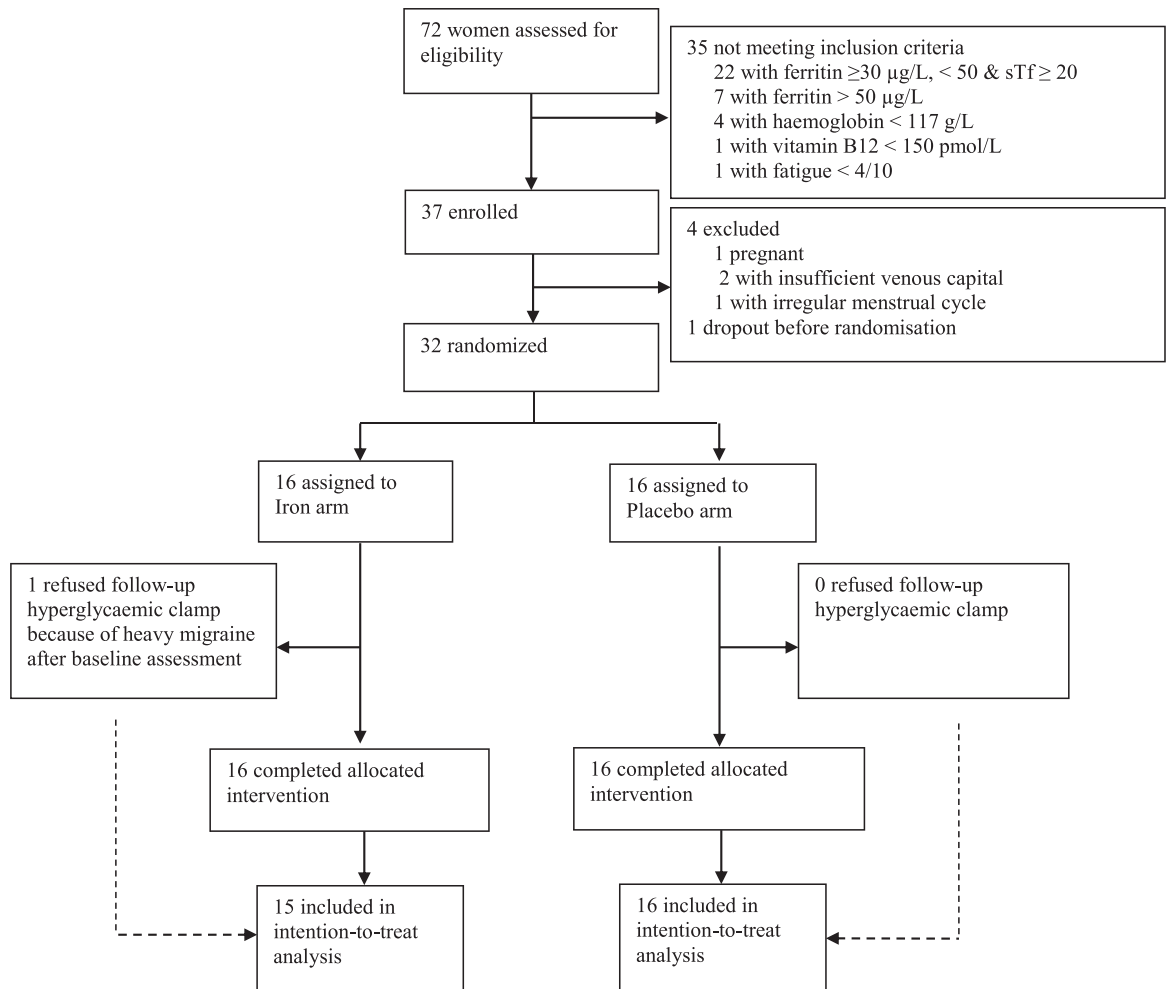 72 women assessed for
eligibility
35 not meeting inclusion criteria
22 with ferritin ≥30 µg/L, < 50 & sTf ≥ 20
7 with ferritin > 50 µg/L
4 with haemoglobin < 117 g/L
1 with vitamin B12 < 150 pmol/L
1 with fatigue < 4/10
37 enrolled
4 excluded
1 pregnant
2 with insufficient venous capital
1 with irregular menstrual cycle
1 dropout before randomisation
32 randomized
16 assigned to
Iron arm
16 assigned to
Placebo arm
1 refused follow-up
hyperglycaemic clamp
because of heavy migraine
after baseline assessment
0 refused follow-up
hyperglycaemic clamp
16 completed allocated
intervention
16 completed allocated
intervention
15 included in
intention-to-treat
analysis
16 included in
intention-to-treat
analysis